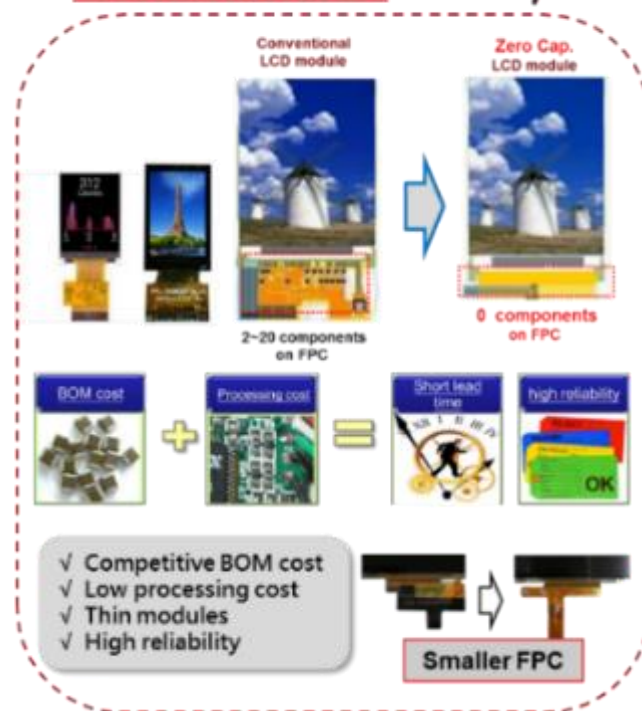 Conventional
LCD module
Zero Cap.
LCD module
2~20 components
on FPC
0 components
on FPC
BOM cost
Processing cost
Short lead
time
high reliability
OK
√ Competitive BOM cost
√ Low processing cost
√ Thin modules
√ High reliability
Smaller FPC